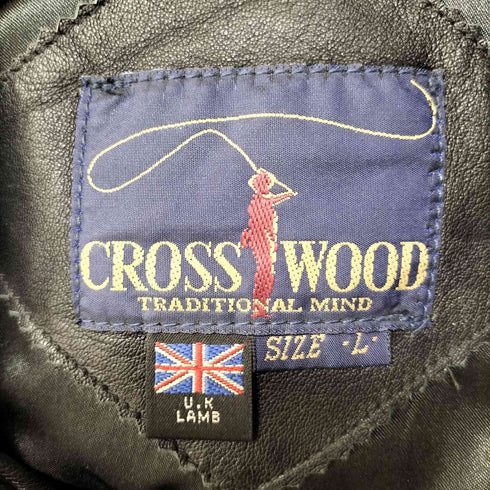 CROSS WOOD
TRADITIONAL MIND
SIZE -L-
U.K
LAMB